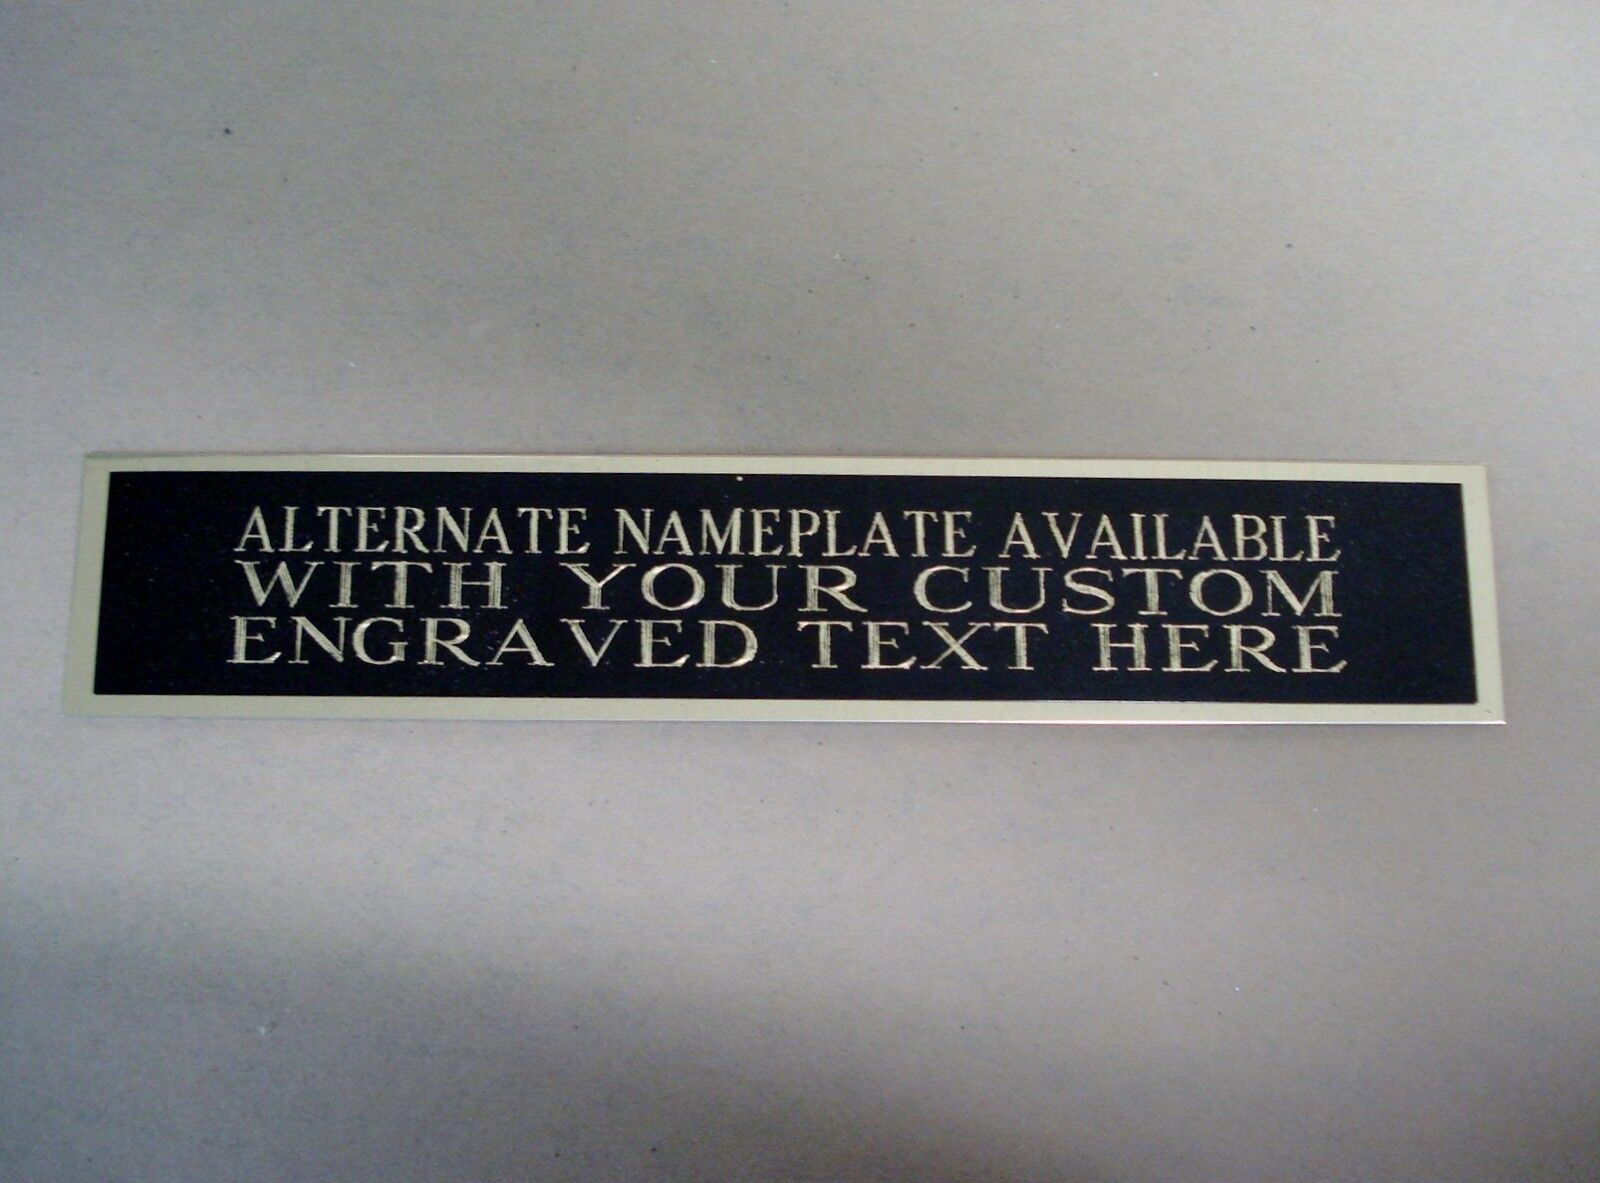 ALTERNATE NAMEPLATE AVAILABLE
WITH YOUR CUSTOM
ENGRAVED TEXT HERE